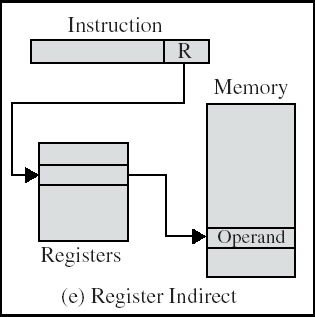 Instruction
R
Memory
Operand
Registers
(e) Register Indirect